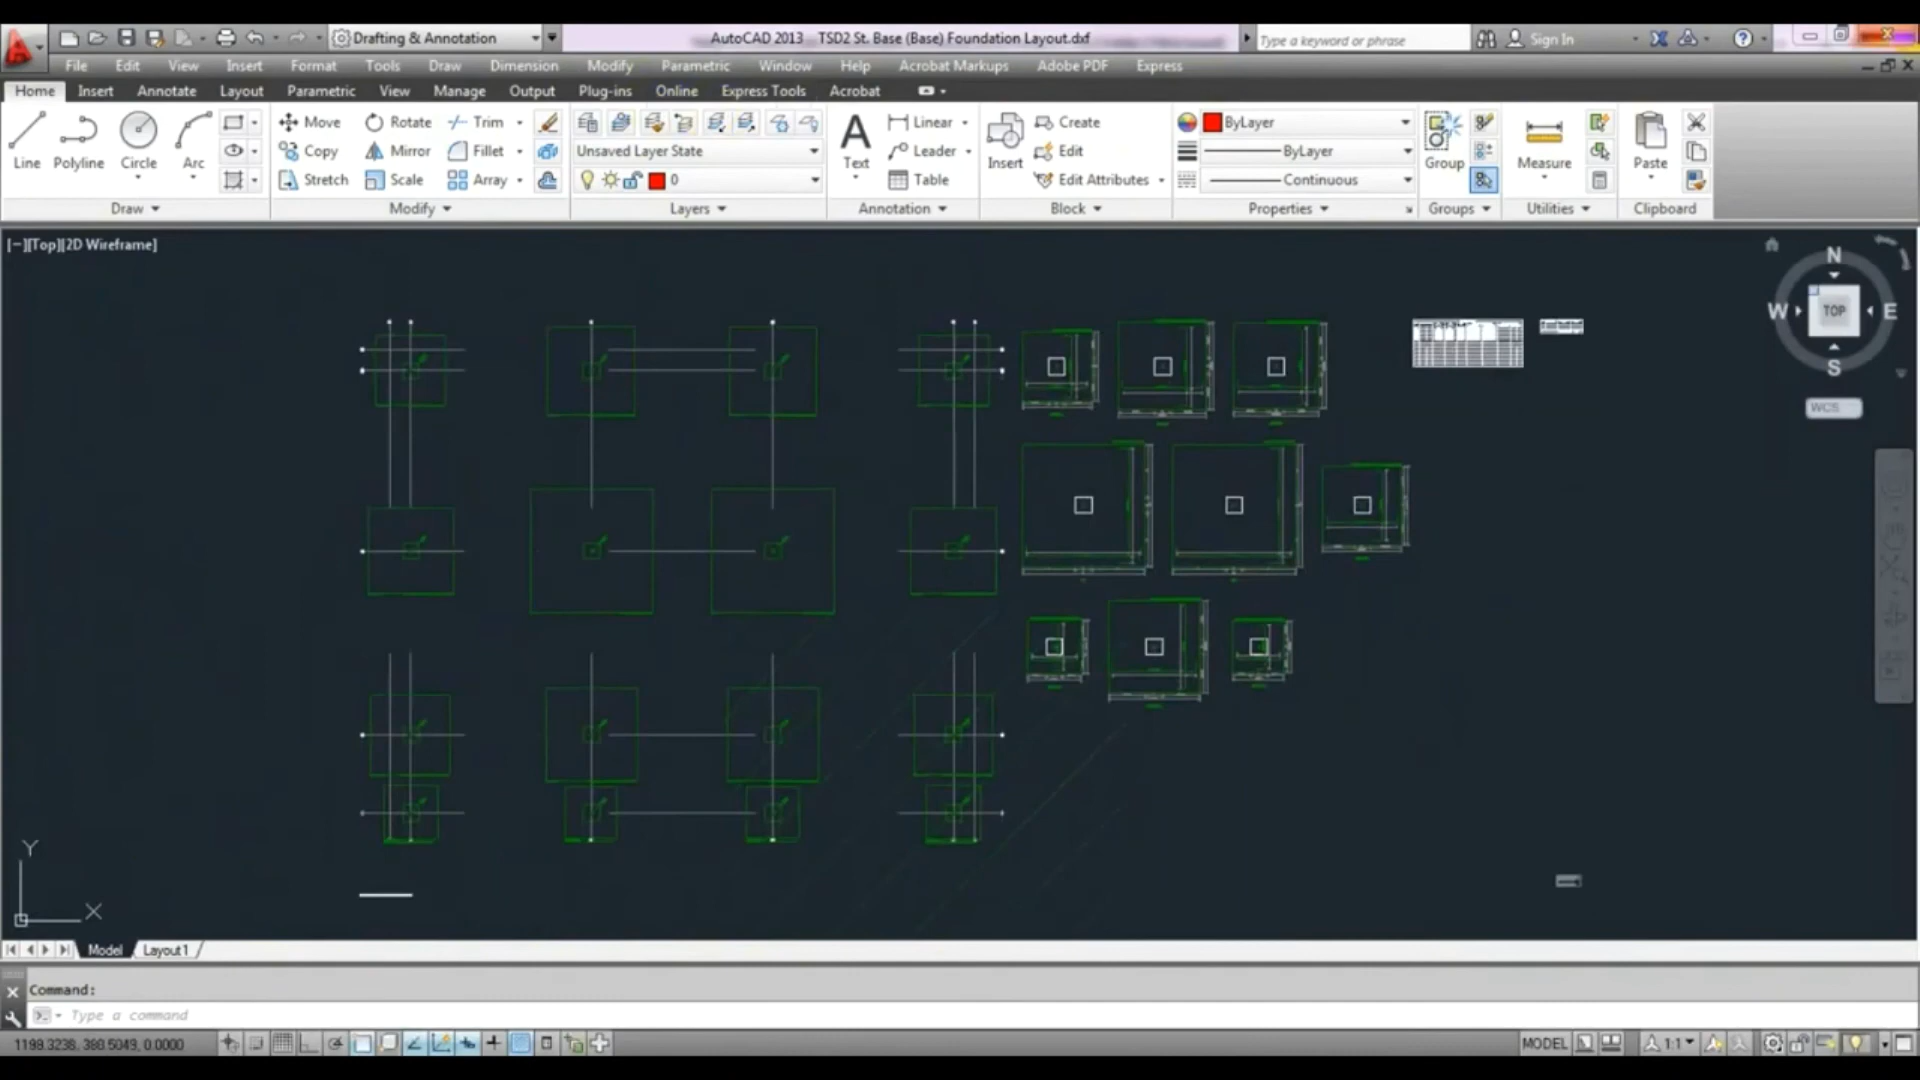 Drafting & Annotation
AutoCAD 2013 TSD2 St. Base (Base) Foundation Layout.dxf
Type a keyword or phrase
Sign In
File Edit View Insert Format Tools Draw Dimension Modify Parametric Window Help Acrobat Markups Adobe PDF Express
Home Insert Annotate Layout Parametric View Manage Output Plug-ins Online Express Tools Acrobat
Move Rotate Trim Linear Create ByLayer
Copy Mirror Fillet Unsaved Layer State Leader Edit ByLayer
Line Polyline Circle Arc Text Insert Group Measure Paste
Stretch Scale Array 0 Table Edit Attributes Continuous
Draw Modify Layers Annotation Block Properties Groups Utilities Clipboard
[−][Top][2D Wireframe]
N
W TOP E
S
WCS
Y
X
Model Layout1
Command:
Type a command
1198.3238, 380.5049, 0.0000 MODEL 1:1